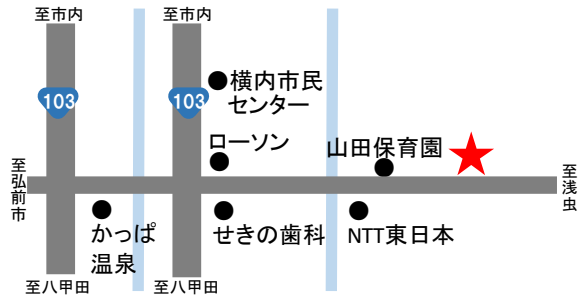 至市内
至市内
103
103
横内市民
センター
ローソン
山田保育園
至弘前市
至浅虫
かっぱ
温泉
せきの歯科
NTT東日本
至八甲田
至八甲田